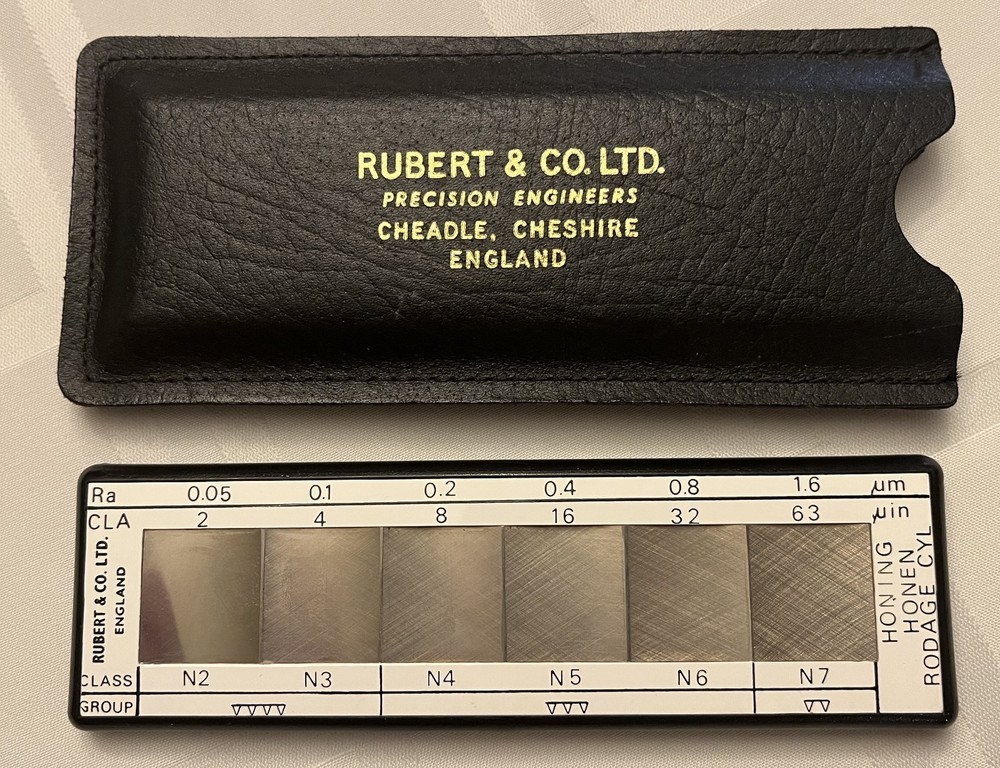 RUBERT & CO. LTD.
PRECISION ENGINEERS
CHEADLE, CHESHIRE
ENGLAND
Ra 0.05 0.1 0.2 0.4 0.8 1.6 µm
CLA 2 4 8 16 32 63 µin
RUBERT & CO. LTD.
ENGLAND
HONING
HONEN
RODAGE CYL
CLASS N2 N3 N4 N5 N6 N7
GROUP ▽▽▽▽ ▽▽▽ ▽▽